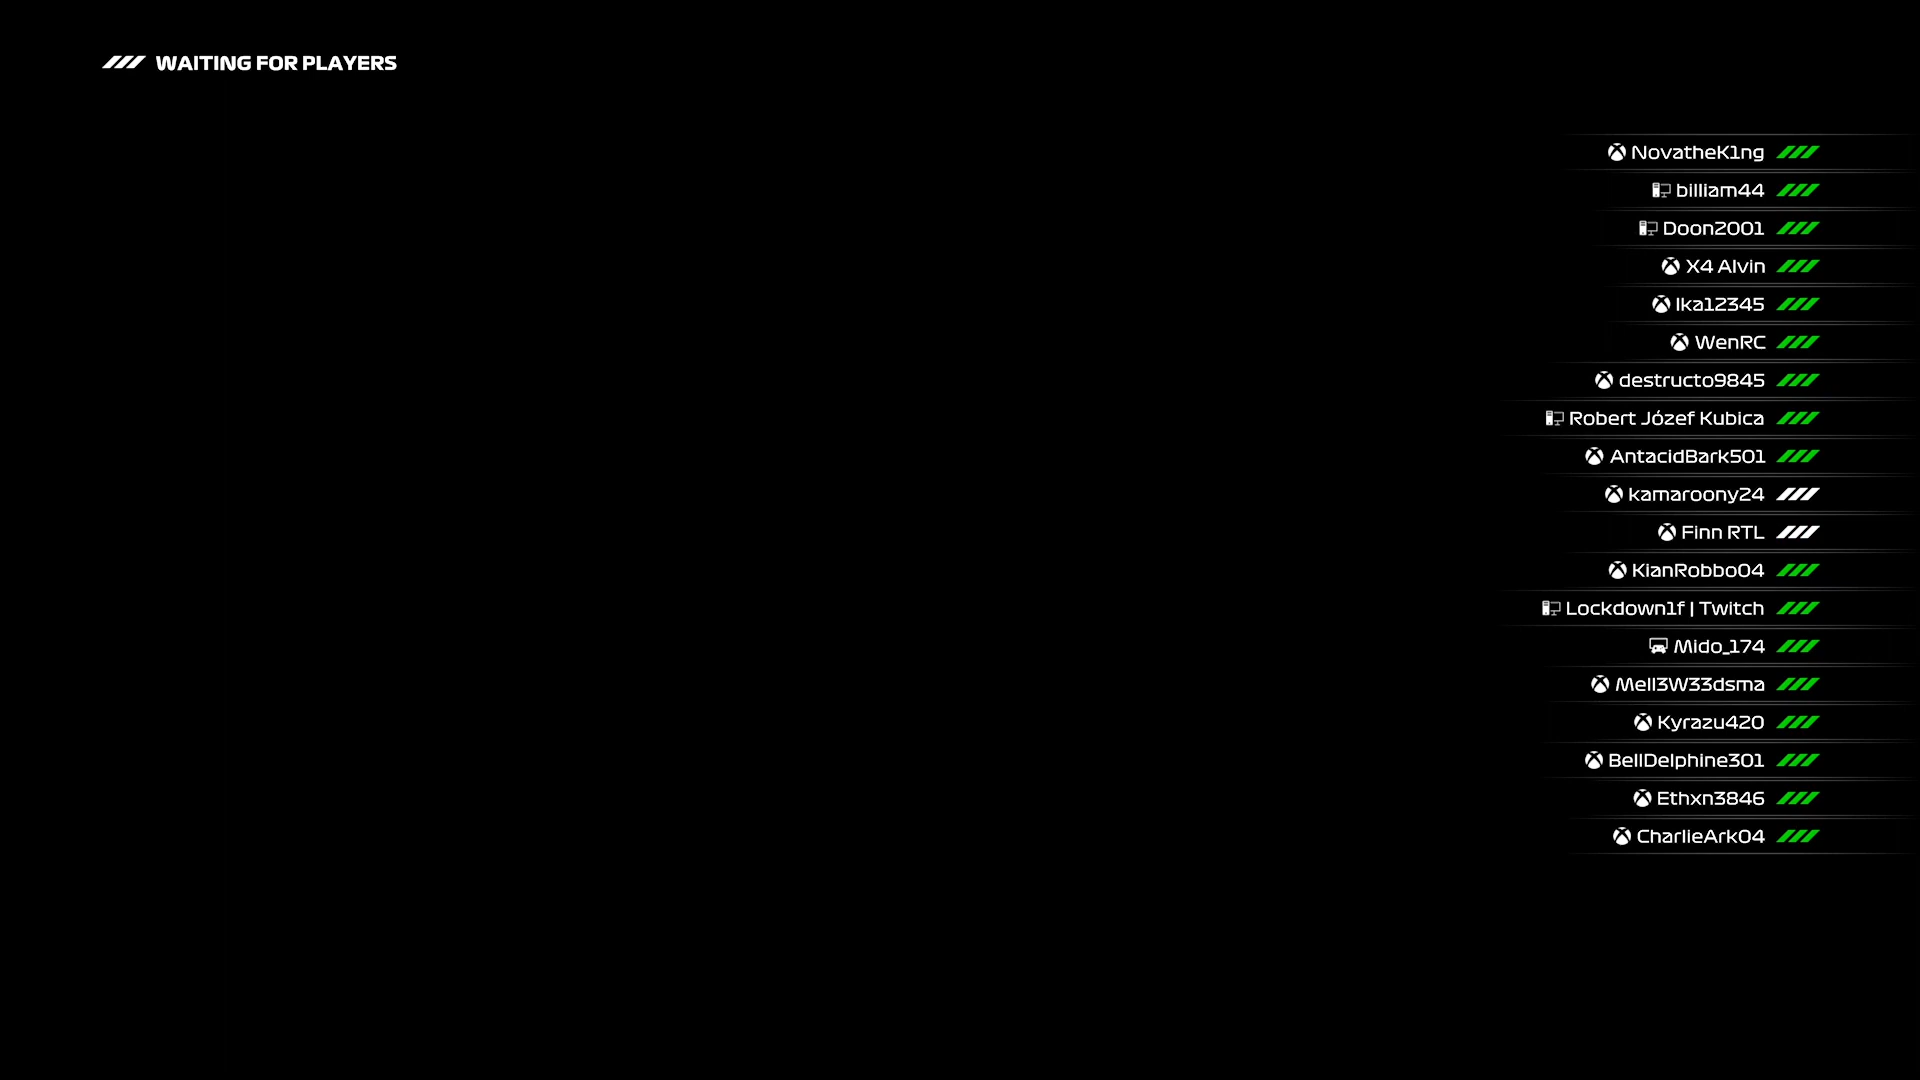 WAITING FOR PLAYERS
NovatheK1ng
billiam44
Doon2001
X4 Alvin
Ika12345
WenRC
destructo9845
Robert Józef Kubica
AntacidBark501
kamaroony24
Finn RTL
KianRobbo04
Lockdown1f | Twitch
Mido_174
Mell3W33dsma
Kyrazu420
BellDelphine301
Ethxn3846
CharlieArk04